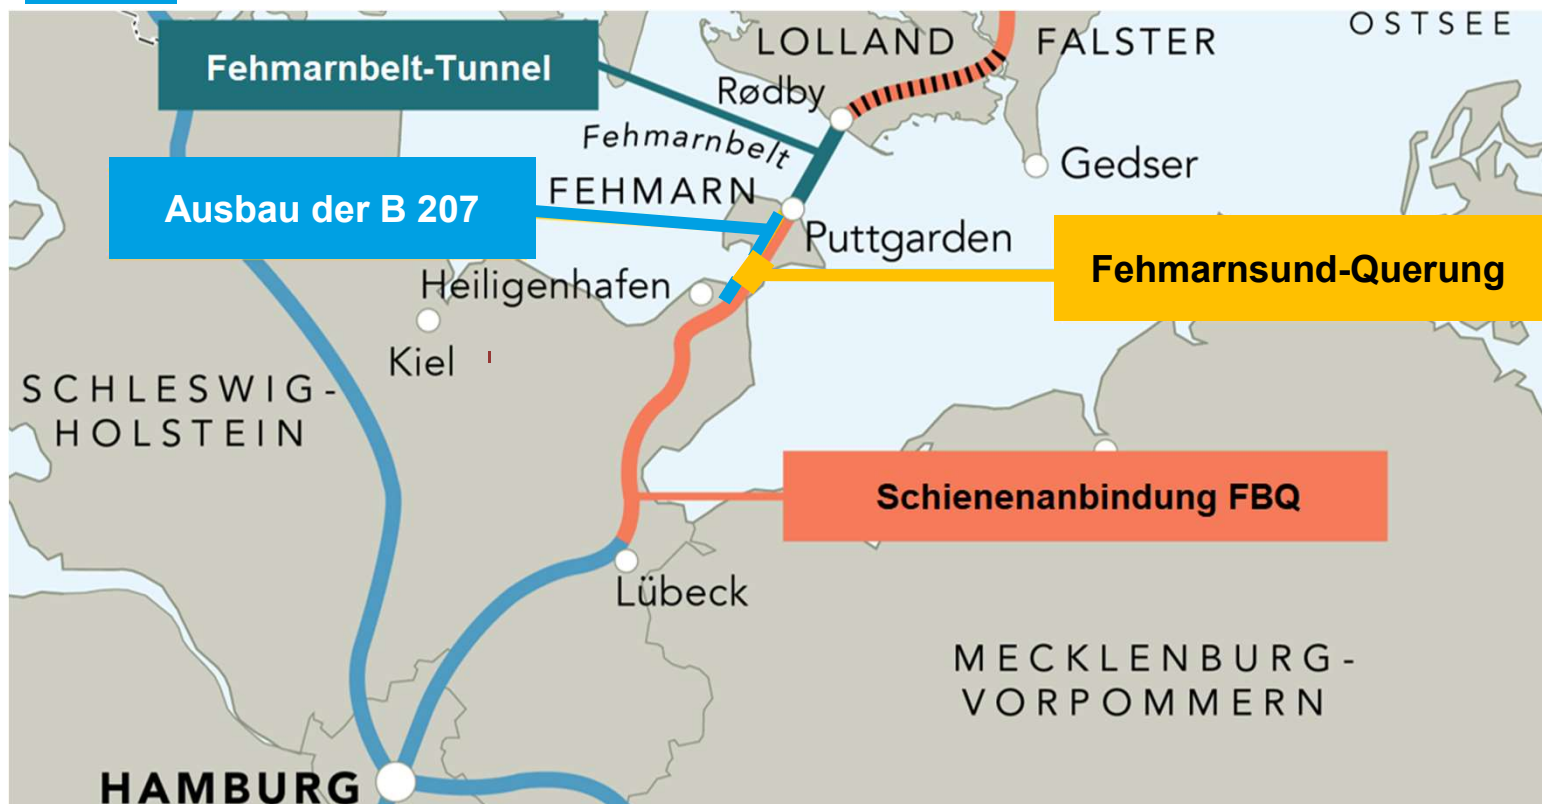 OSTSEE
LOLLAND
FALSTER
Fehmarnbelt-Tunnel
Rødby
Fehmarnbelt
Gedser
Ausbau der B 207
FEHMARN
Puttgarden
Fehmarnsund-Querung
Heiligenhafen
Kiel
SCHLESWIG-
HOLSTEIN
Schienenanbindung FBQ
Lübeck
MECKLENBURG-
VORPOMMERN
HAMBURG